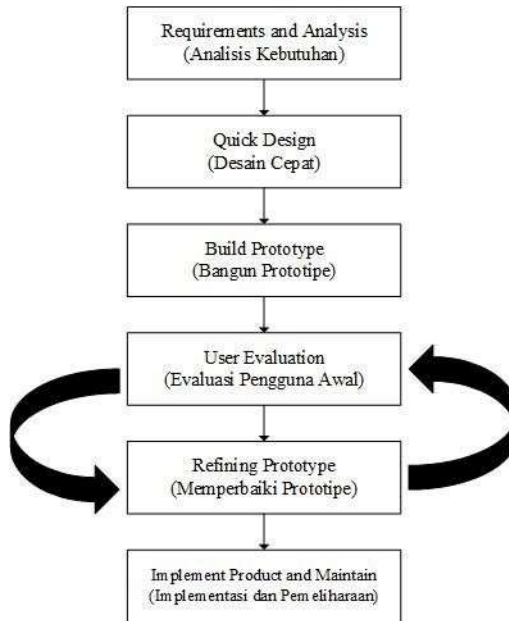 Requirements and Analysis
(Analisis Kebutuhan)
Quick Design
(Desain Cepat)
Build Prototype
(Bangun Prototipe)
User Evaluation
(Evaluasi Pengguna Awal)
Refining Prototype
(Memperbaiki Prototipe)
Implement Product and Maintain
(Implementasi dan Pemeliharaan)